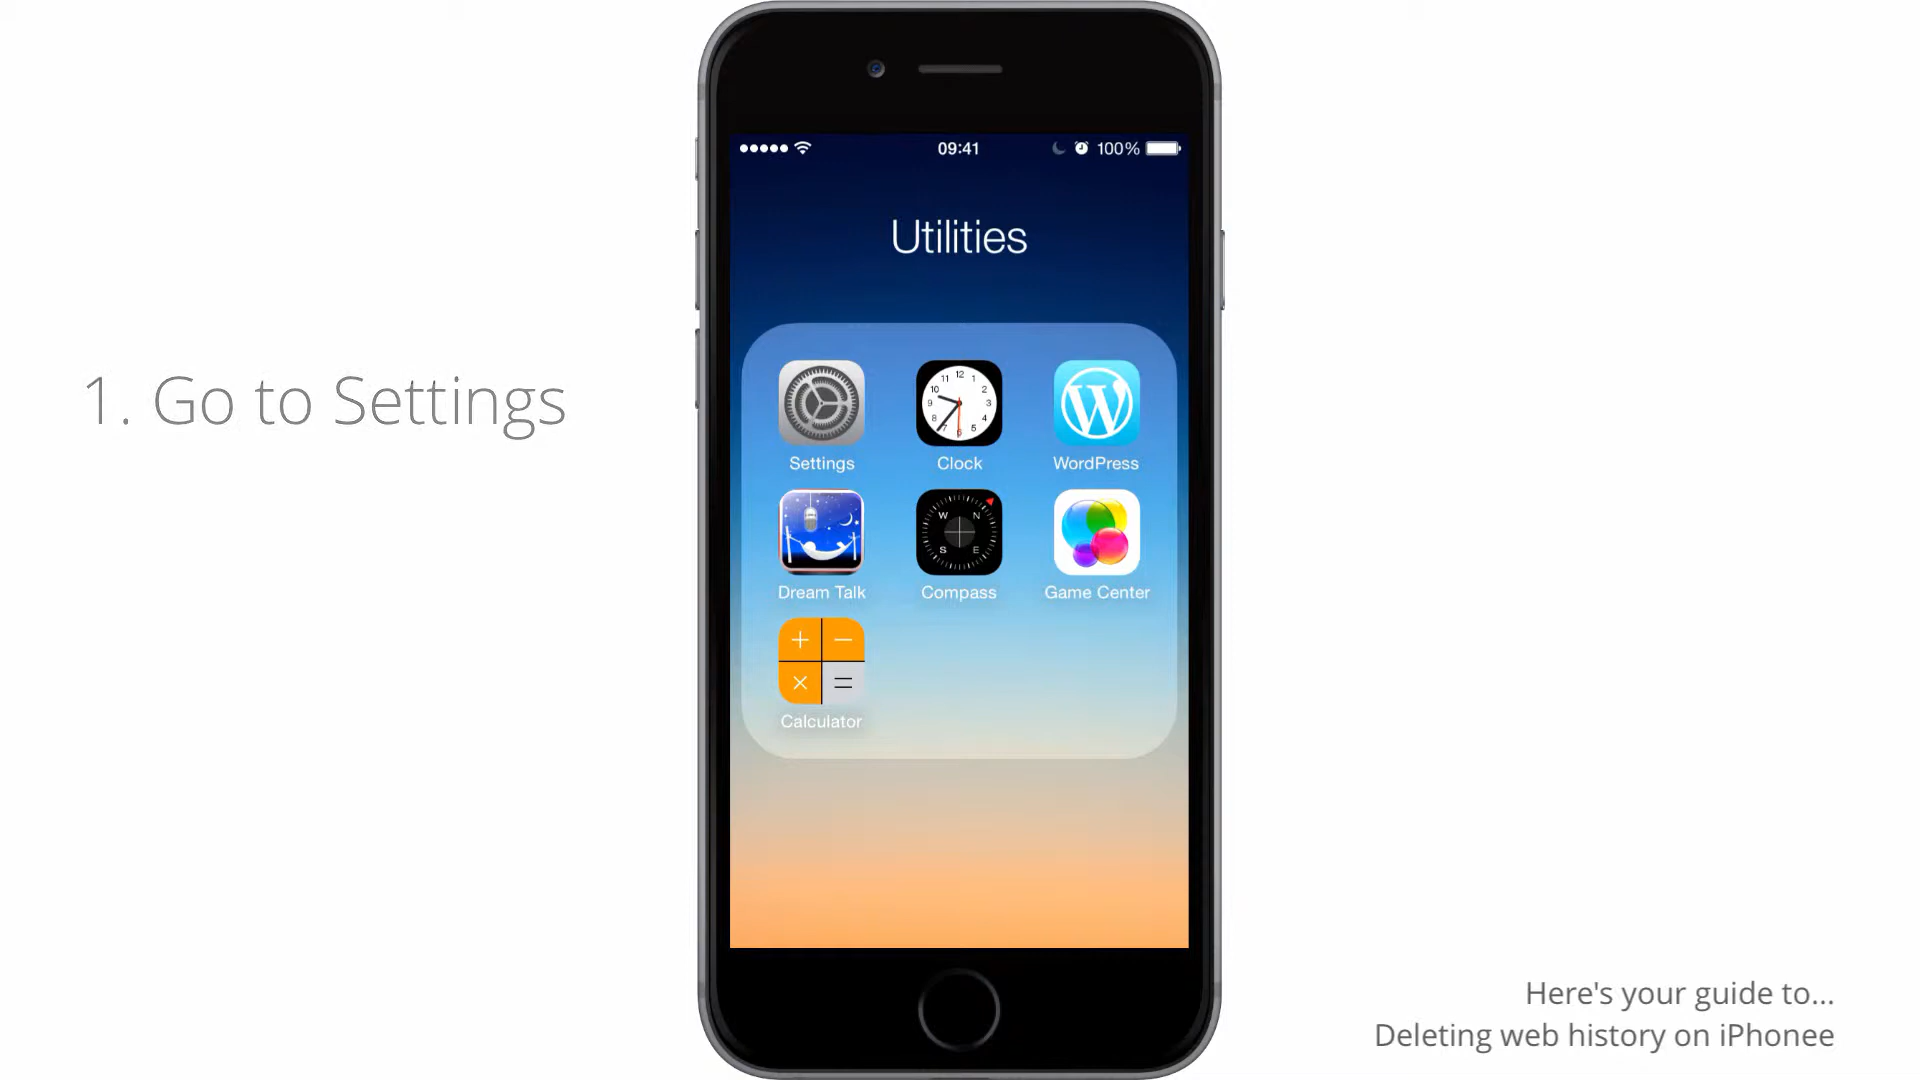 09:41
100%
Utilities
1. Go to Settings
Settings
Clock
WordPress
Dream Talk
Compass
Game Center
Calculator
Here's your guide to...
Deleting web history on iPhonee